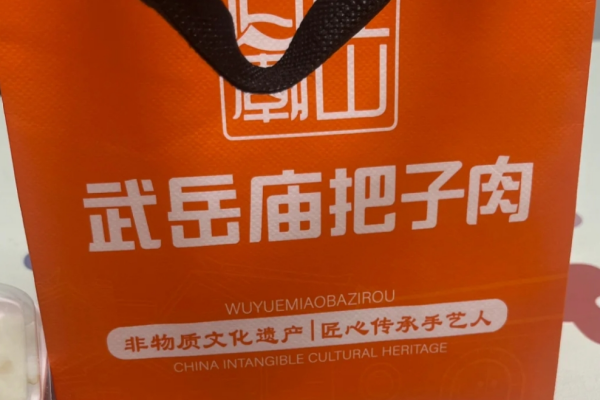 武岳庙把子肉
WUYUEMIAOBAZIROU
非物质文化遗产|匠心传承手艺人
CHINA INTANGIBLE CULTURAL HERITAGE